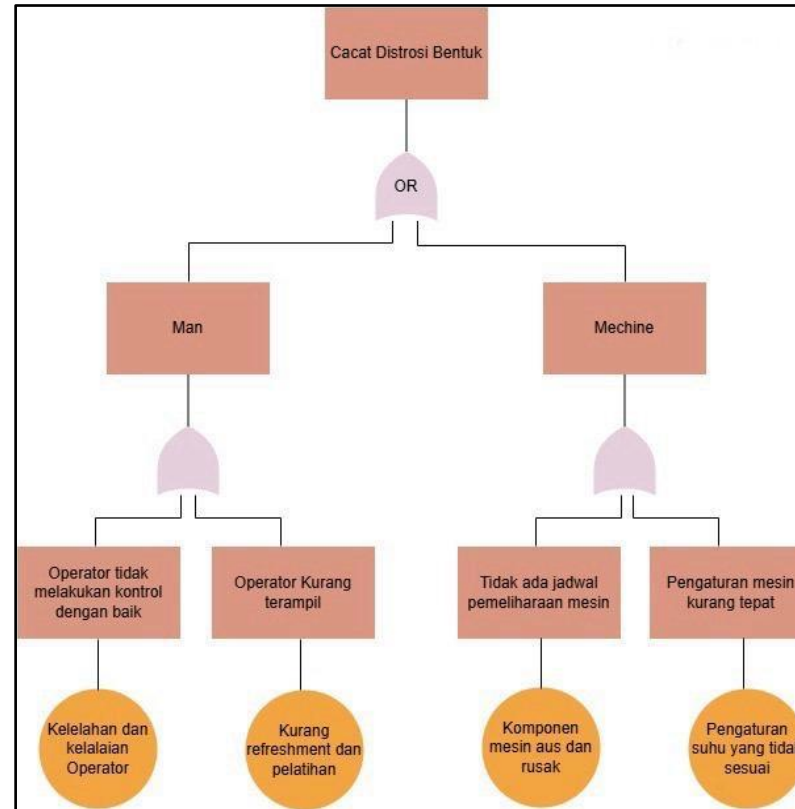 Cacat Distrosi Bentuk
OR
Man
Mechine
Operator tidak
melakukan kontrol
dengan baik
Operator Kurang
terampil
Tidak ada jadwal
pemeliharaan mesin
Pengaturan mesin
kurang tepat
Kelelahan dan
kelalaian
Operator
Kurang
refreshment dan
pelatihan
Komponen
mesin aus dan
rusak
Pengaturan
suhu yang tida
sesuai